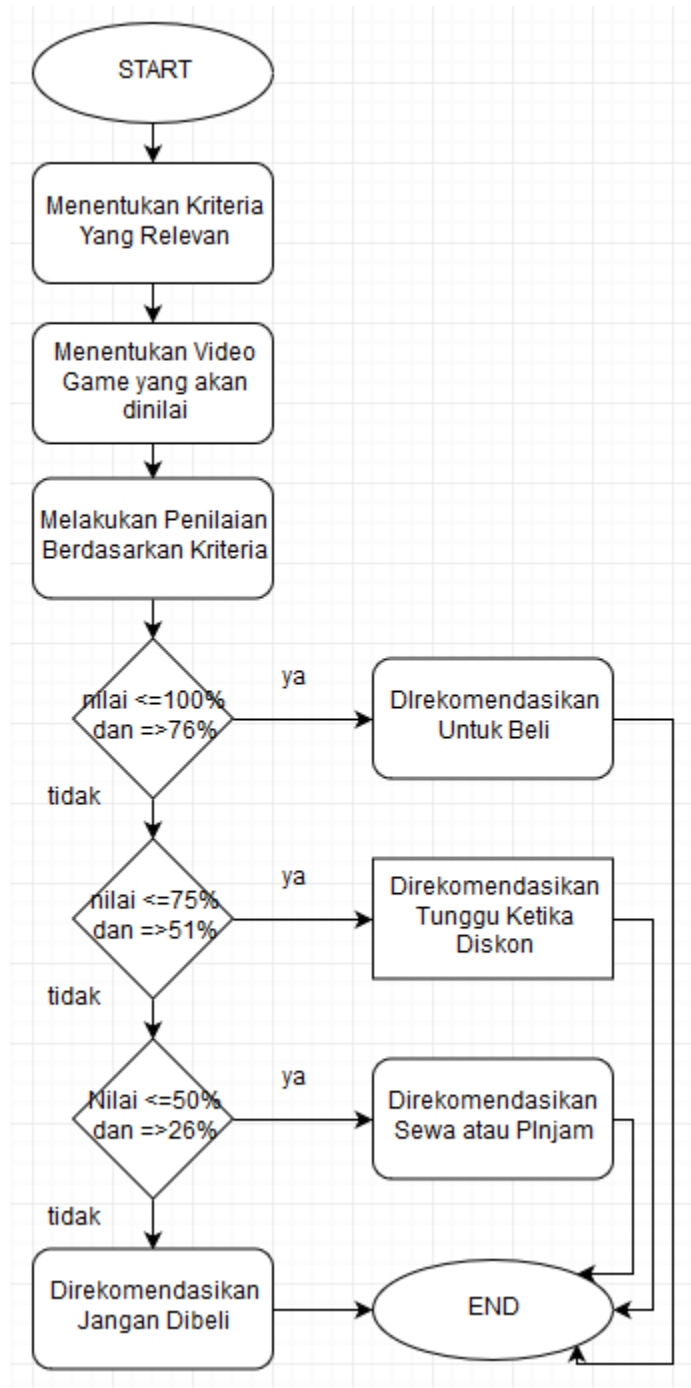 START
Menentukan Kriteria
Yang Relevan
Menentukan Video
Game yang akan
dinilai
Melakukan Penilaian
Berdasarkan Kriteria
nilai <=100%
dan =>76%
ya
DIrekomendasikan
Untuk Beli
tidak
nilai <=75%
dan =>51%
ya
Direkomendasikan
Tunggu Ketika
Diskon
tidak
Nilai <=50%
dan =>26%
ya
Direkomendasikan
Sewa atau PInjam
tidak
Direkomendasikan
Jangan Dibeli
END